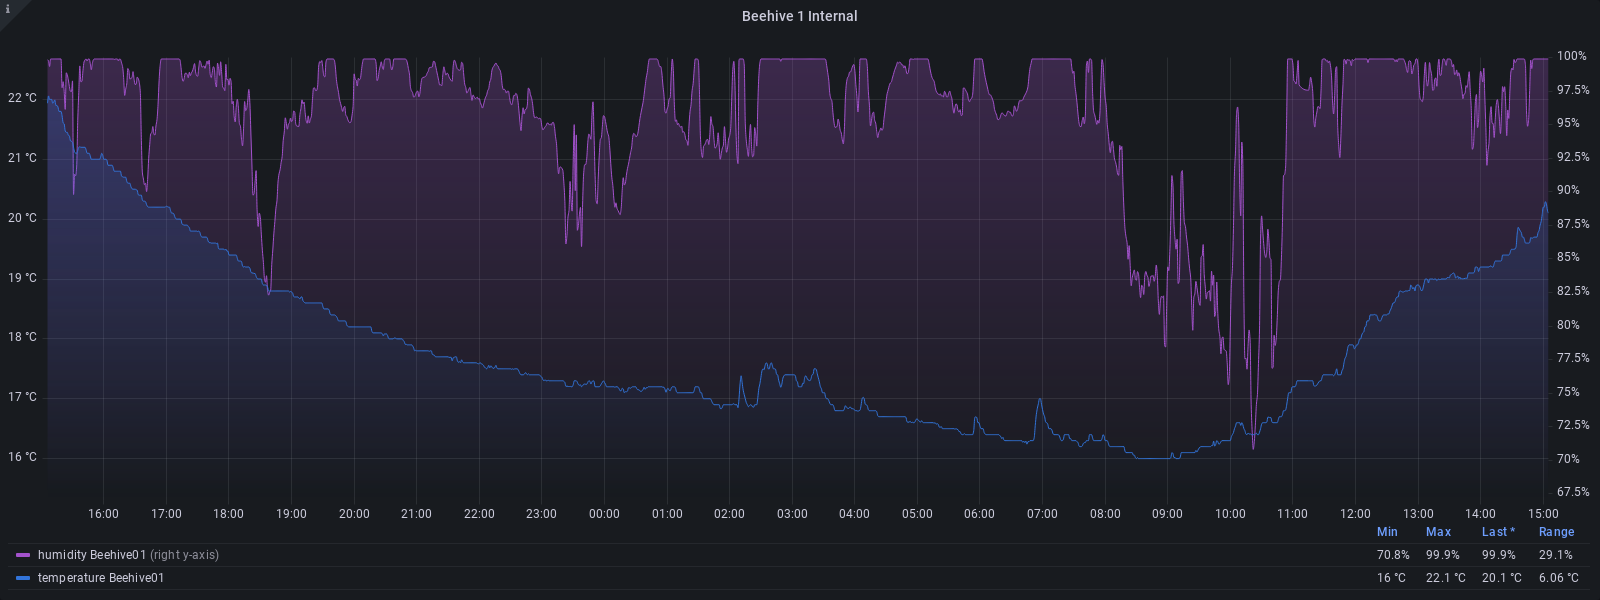 i
Beehive 1 Internal
22 °C
21 °C
20 °C
19 °C
18 °C
17 °C
16 °C
100%
97.5%
95%
92.5%
90%
87.5%
85%
82.5%
80%
77.5%
75%
72.5%
70%
67.5%
16:00 17:00 18:00 19:00 20:00 21:00 22:00 23:00 00:00 01:00 02:00 03:00 04:00 05:00 06:00 07:00 08:00 09:00 10:00 11:00 12:00 13:00 14:00 15:00
Min Max Last * Range
humidity Beehive01 (right y-axis) 70.8% 99.9% 99.9% 29.1%
temperature Beehive01 16 °C 22.1 °C 20.1 °C 6.06 °C